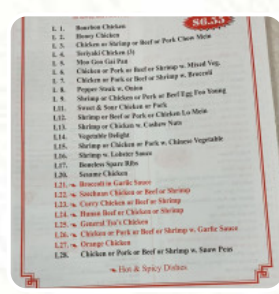 $6.55
L 1. Bourbon Chicken
L 2. Honey Chicken
L 3. Chicken or Shrimp or Beef or Pork Chow Mein
L 4. Teriyaki Chicken (3)
L 5. Moo Goo Gai Pan
L 6. Chicken or Pork or Beef or Shrimp w. Mixed Veg.
L 7. Chicken or Pork or Beef or Shrimp w. Broccoli
L 8. Pepper Steak w. Onion
L 9. Shrimp or Chicken or Pork or Beef Egg Foo Young
L11. Sweet & Sour Chicken or Pork
L12. Shrimp or Beef or Pork or Chicken Lo Mein
L13. Shrimp or Chicken w. Cashew Nuts
L14. Vegetable Delight
L15. Shrimp or Chicken or Pork w. Chinese Vegetable
L16. Shrimp w. Lobster Sauce
L17. Boneless Spare Ribs
L20. Sesame Chicken
L21. Broccoli in Garlic Sauce
L22. Szechuan Chicken or Beef or Shrimp
L23. Curry Chicken or Beef or Shrimp
L24. Hunan Beef or Chicken or Shrimp
L25. General Tso's Chicken
L26. Chicken or Pork or Beef or Shrimp w. Garlic Sauce
L27. Orange Chicken
L28. Chicken or Pork or Beef or Shrimp w. Snow Peas
Hot & Spicy Dishes